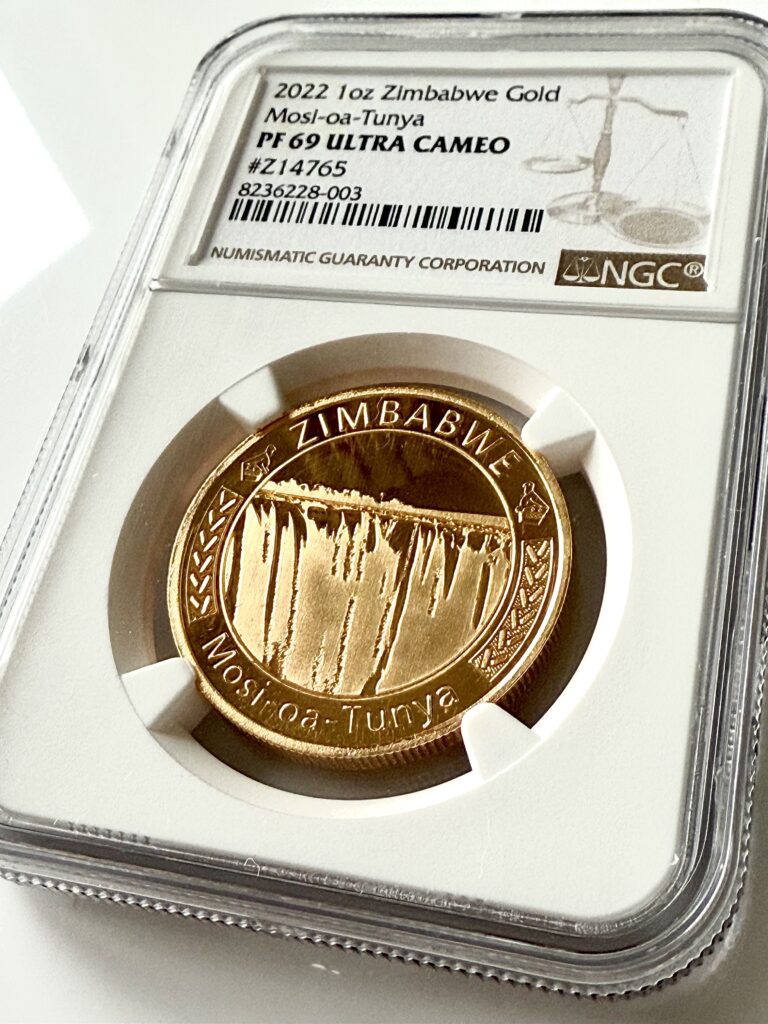 2022 1oz Zimbabwe Gold
Mosi-oa-Tunya
PF 69 ULTRA CAMEO
#Z14765
8236228-003
NUMISMATIC GUARANTY CORPORATION
NGC®
ZIMBABWE
Mosi-oa-Tunya